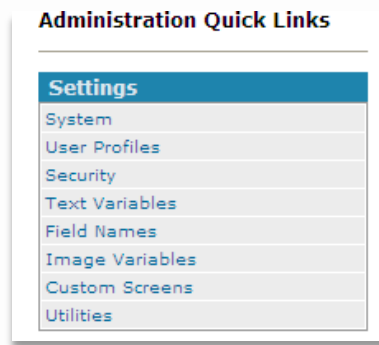 Administration Quick Links
Settings
System
User Profiles
Security
Text Variables
Field Names
Image Variables
Custom Screens
Utilities